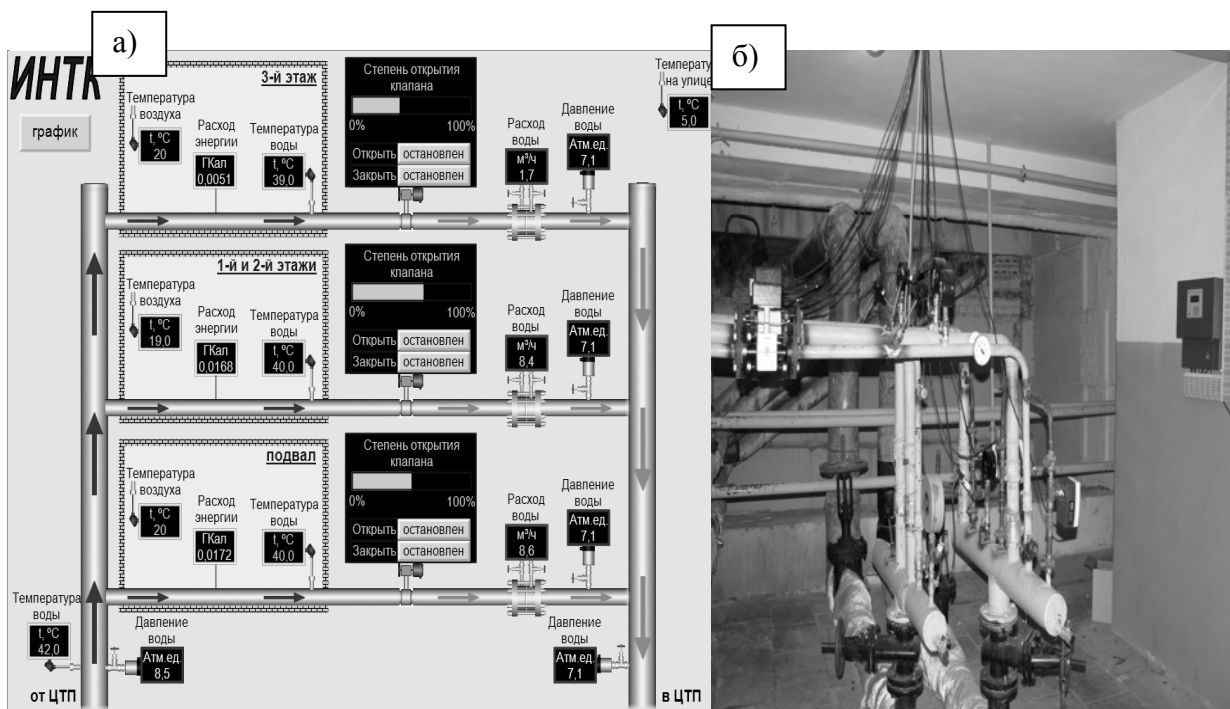 а)
б)
ИНТК
график
3-й этаж
Температура
воздуха
t, ºC
20
Расход
энергии
ГКал
0,0051
Температура
воды
t, ºC
39,0
Степень открытия
клапана
0% 100%
Открыть остановлен
Закрыть остановлен
Расход
воды
м³/ч
1,7
Давление
воды
Атм.ед.
7,1
Температур
на улице
t, ºC
5,0
1-й и 2-й этажи
Температура
воздуха
t, ºC
19,0
Расход
энергии
ГКал
0,0168
Температура
воды
t, ºC
40,0
Степень открытия
клапана
0% 100%
Открыть остановлен
Закрыть остановлен
Расход
воды
м³/ч
8,4
Давление
воды
Атм.ед.
7,1
подвал
Температура
воздуха
t, ºC
20
Расход
энергии
ГКал
0,0172
Температура
воды
t, ºC
40,0
Степень открытия
клапана
0% 100%
Открыть остановлен
Закрыть остановлен
Расход
воды
м³/ч
8,6
Давление
воды
Атм.ед.
7,1
Температура
воды
t, ºC
42,0
Давление
воды
Атм.ед.
8,5
Давление
воды
Атм.ед.
7,1
от ЦТП
в ЦТП